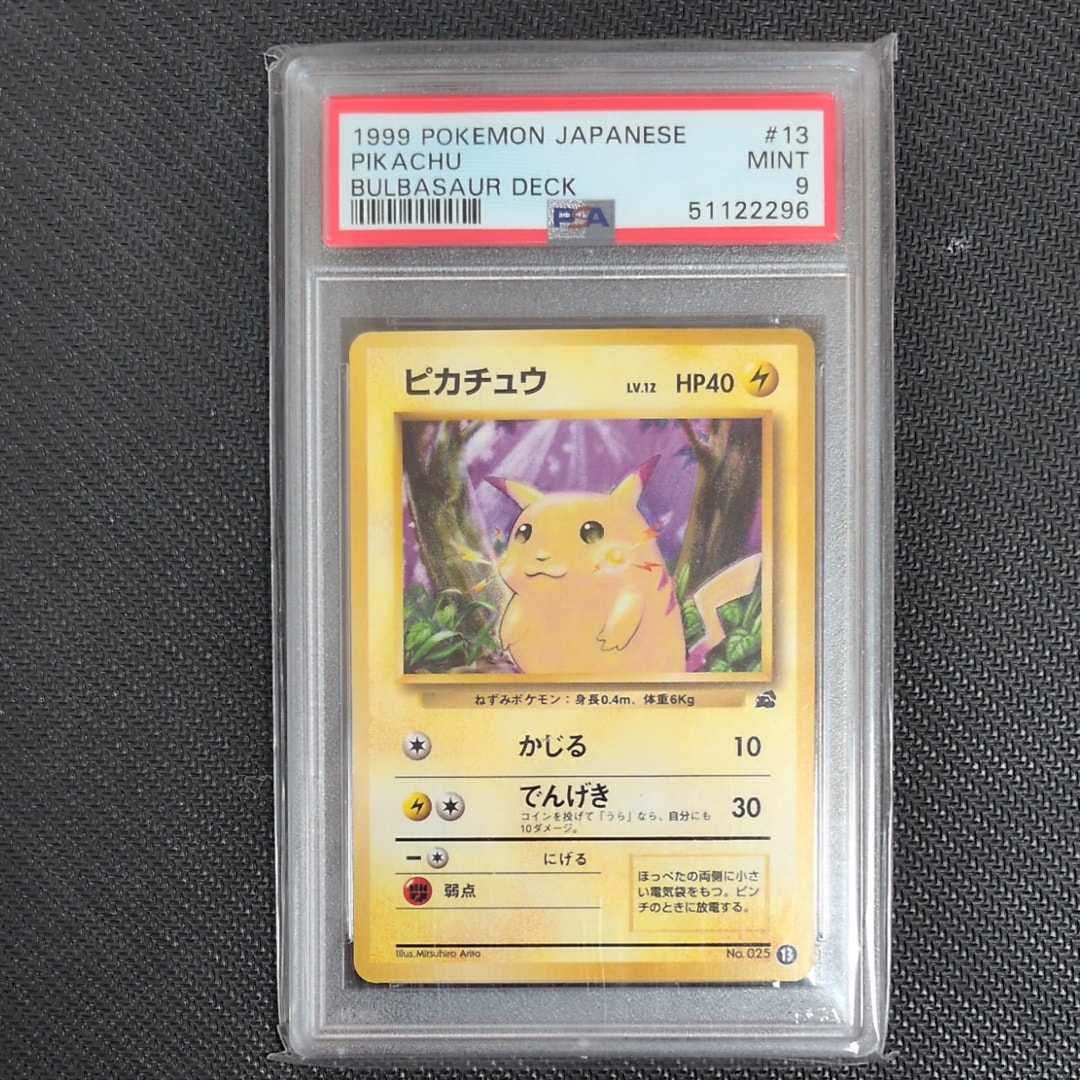 1999 POKEMON JAPANESE #13
PIKACHU MINT
BULBASAUR DECK 9
PSA 51122296
ピカチュウ LV.12 HP40
ねずみポケモン：身長0.4m、体重6Kg
かじる 10
でんげき 30
コインを投げて「うら」なら、自分にも
10ダメージ。
にげる
弱点
ほっぺたの両側に小さ
い電気袋をもつ。ピン
チのときに放電する。
Illus.Mitsuhiro Arita No.025 13